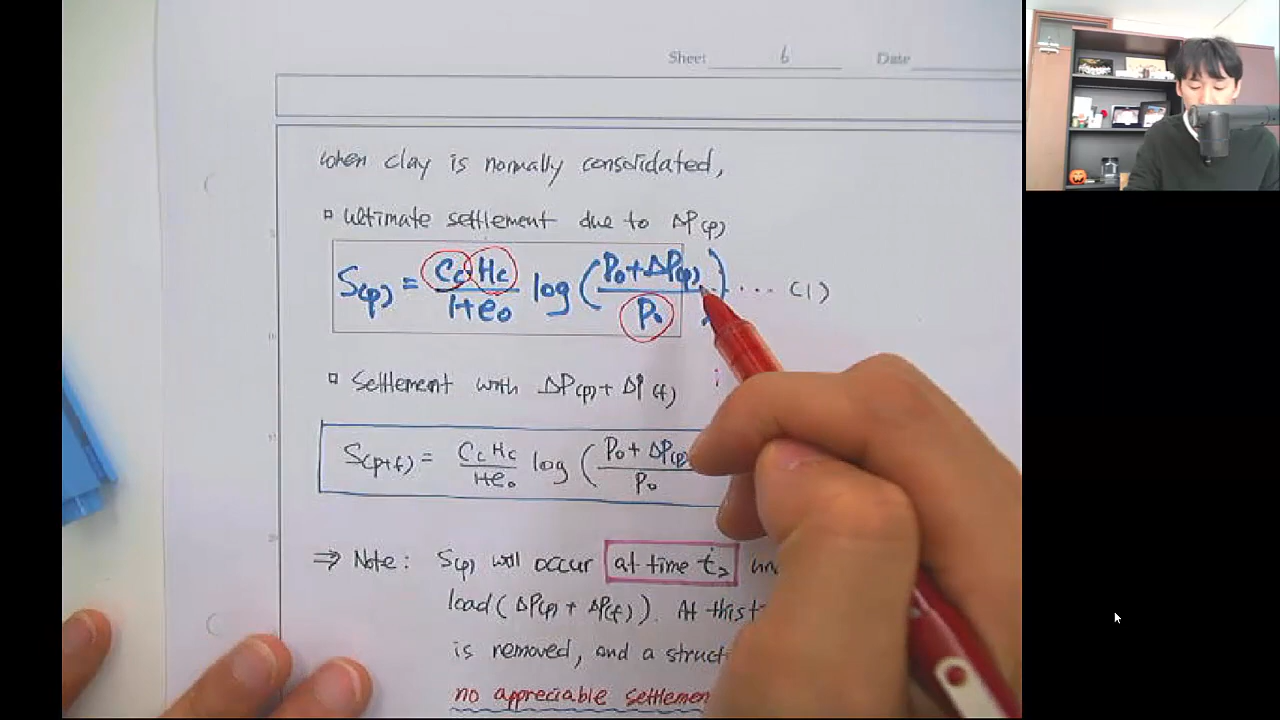 Sheet 6 Date
When clay is normally consolidated,
▫ Ultimate settlement due to ΔP(p)
S(p) = CcHc / 1+e0 log (P0+ΔP(p) / P0) ... (1)
▫ Settlement with ΔP(p)+ΔP(f)
S(p+f) = CcHc / 1+e0 log (P0+ΔP(p) / P0
⇒ Note: S(p) will occur at time t2
load (ΔP(p) + ΔP(f)). At this
is removed, and a struct
no appreciable settlemen